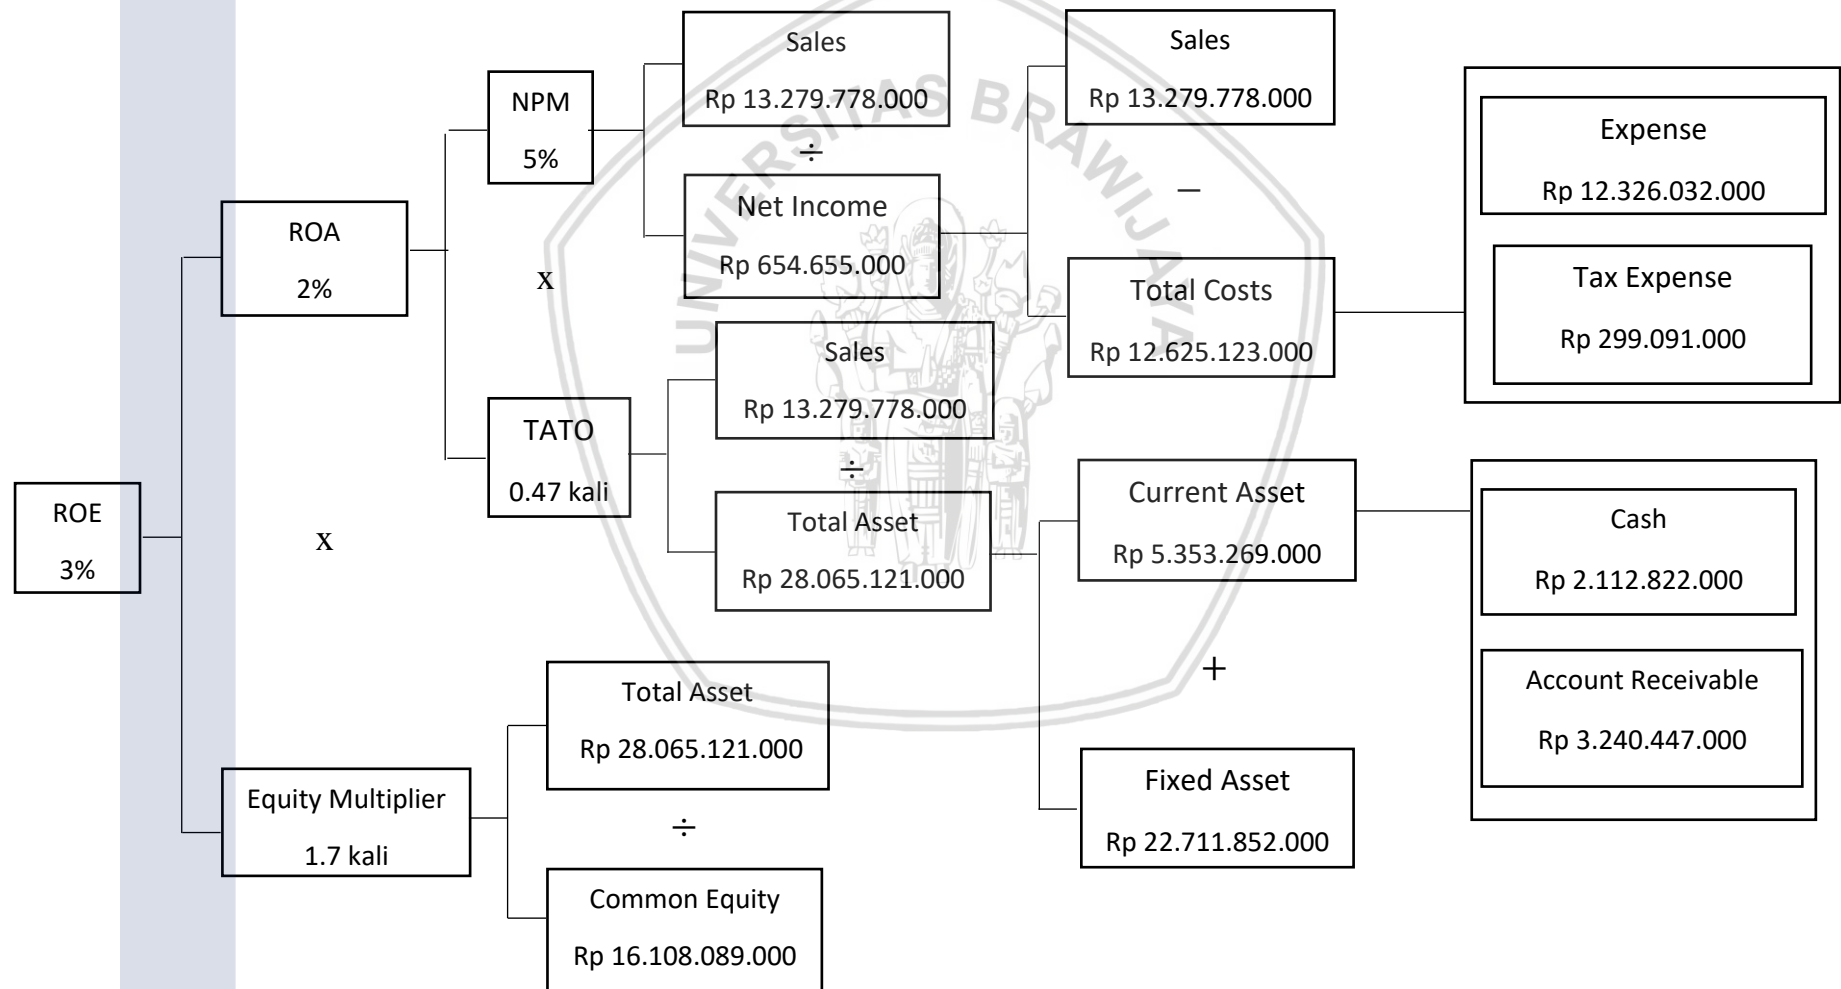 ROE
3%
x
ROA
2%
Equity Multiplier
1.7 kali
x
NPM
5%
TATO
0.47 kali
Sales
Rp 13.279.778.000
÷
Net Income
Rp 654.655.000
Sales
Rp 13.279.778.000
÷
Total Asset
Rp 28.065.121.000
Total Asset
Rp 28.065.121.000
÷
Common Equity
Rp 16.108.089.000
Sales
Rp 13.279.778.000
–
Total Costs
Rp 12.625.123.000
Current Asset
Rp 5.353.269.000
+
Fixed Asset
Rp 22.711.852.000
Expense
Rp 12.326.032.000
Tax Expense
Rp 299.091.000
Cash
Rp 2.112.822.000
Account Receivable
Rp 3.240.447.000
UNIVERSITAS BRAWIJAYA